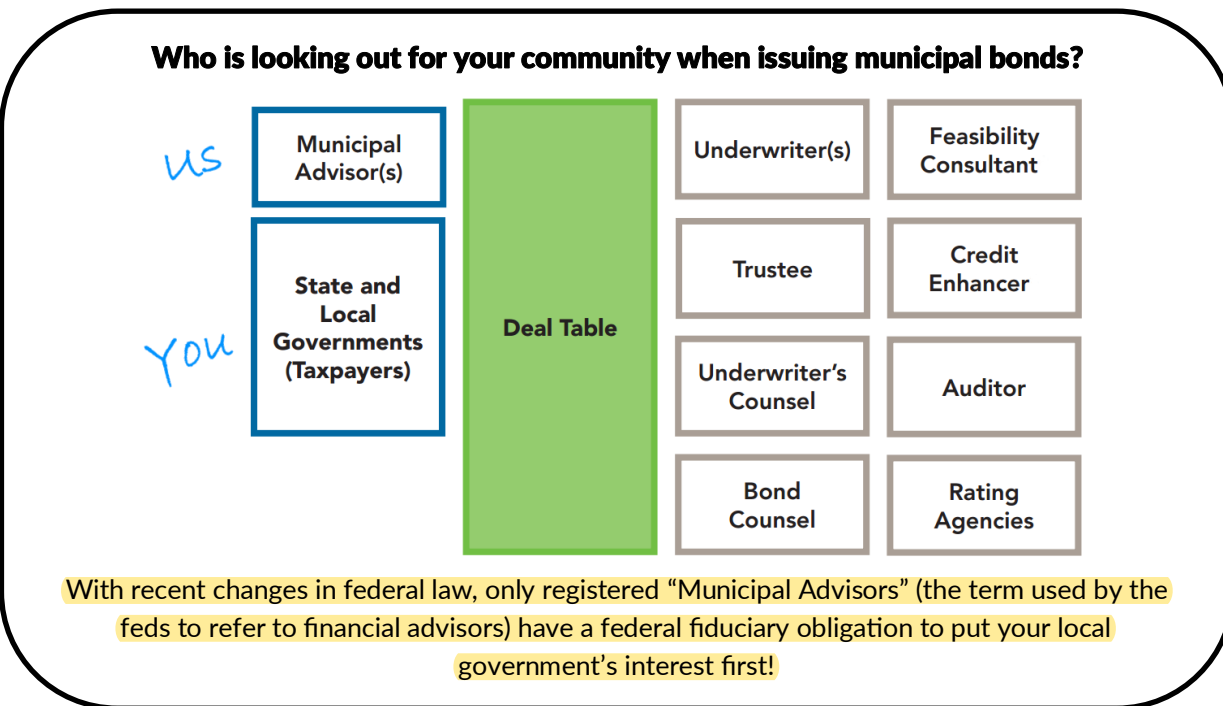 Who is looking out for your community when issuing municipal bonds?
us
Municipal
Advisor(s)
You
State and
Local
Governments
(Taxpayers)
Deal Table
Underwriter(s)
Feasibility
Consultant
Trustee
Credit
Enhancer
Underwriter’s
Counsel
Auditor
Bond
Counsel
Rating
Agencies
With recent changes in federal law, only registered “Municipal Advisors” (the term used by the
feds to refer to financial advisors) have a federal fiduciary obligation to put your local
government’s interest first!